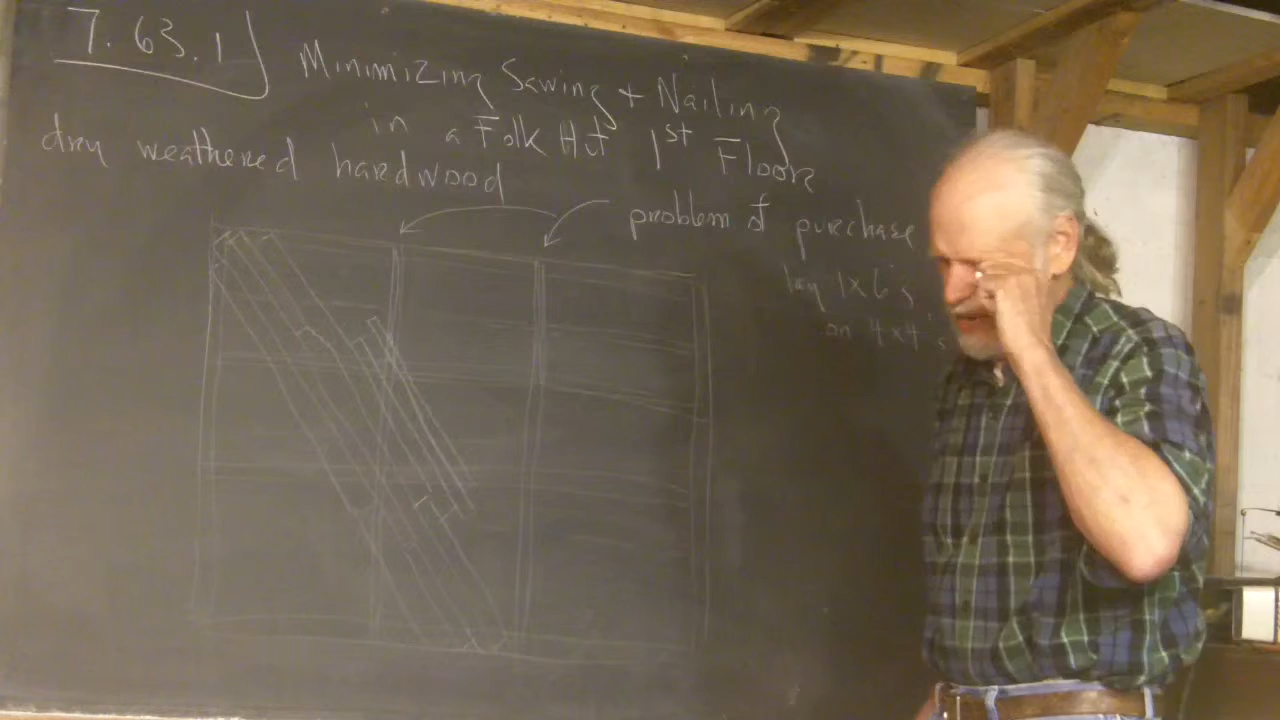 7.63.1) Minimizing Sawing + Nailing
in a Folk Hut 1st Floor
dry weathered hardwood
problem of purchase
lay 1x6's
on 4x4's